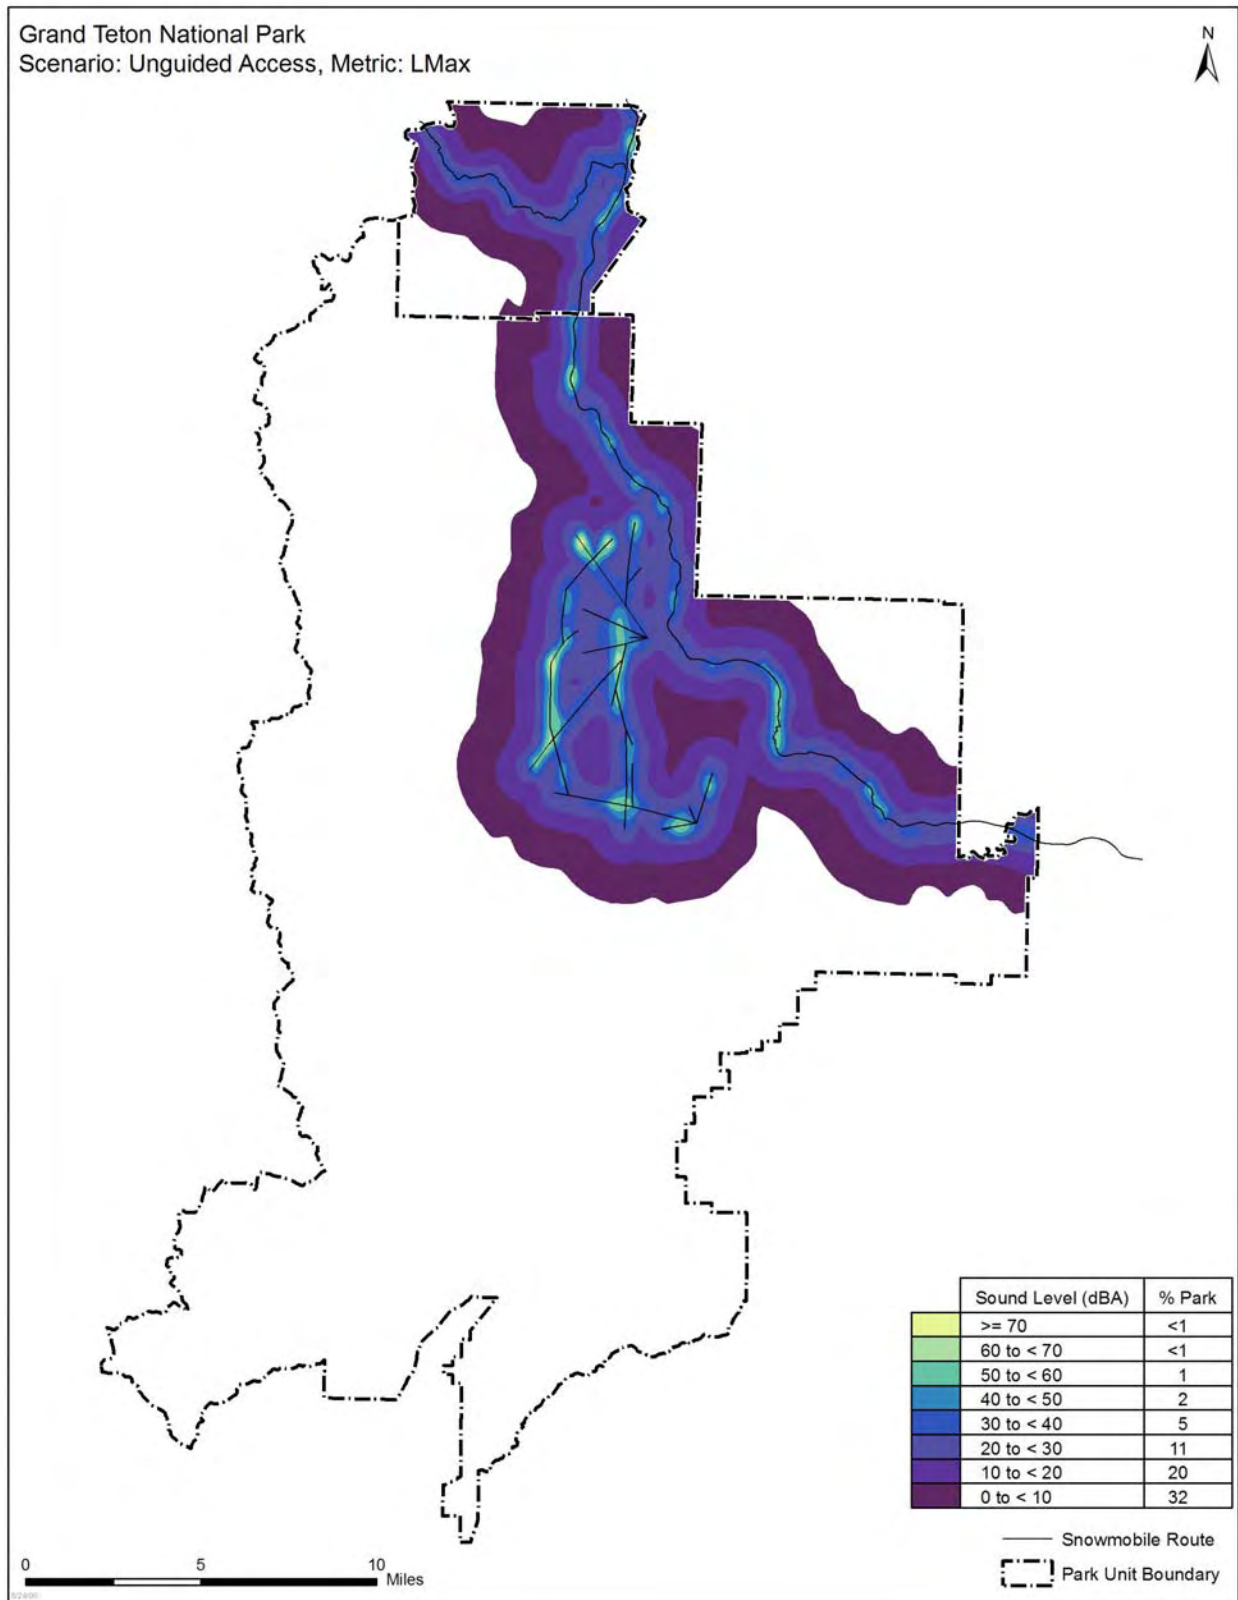 Grand Teton National Park
Scenario: Unguided Access, Metric: LMax
N
Sound Level (dBA) % Park
>= 70 <1
60 to < 70 <1
50 to < 60 1
40 to < 50 2
30 to < 40 5
20 to < 30 11
10 to < 20 20
0 to < 10 32
Snowmobile Route
Park Unit Boundary
0 5 10
Miles